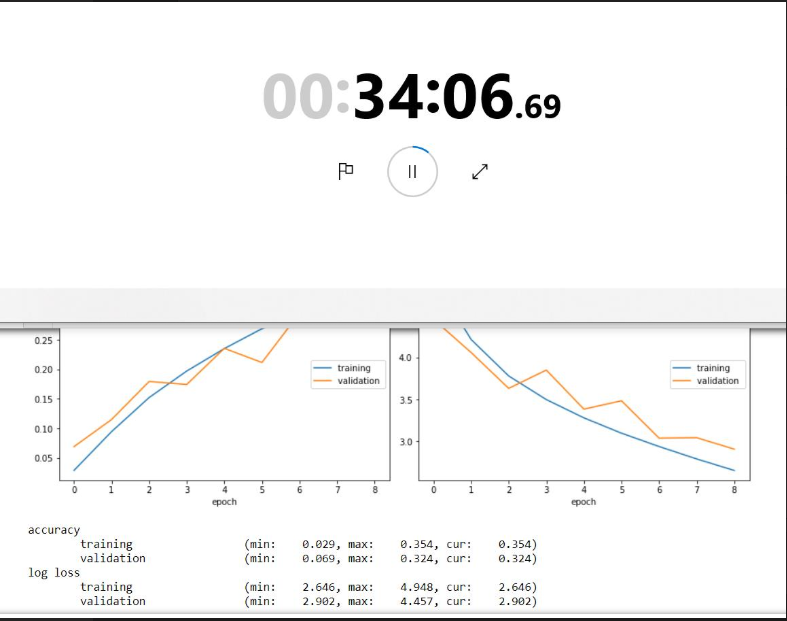 00:34:06.69
0.25
0.20
0.15
0.10
0.05
training
validation
0 1 2 3 4 5 6 7 8
epoch
4.0
3.5
3.0
training
validation
0 1 2 3 4 5 6 7 8
epoch
accuracy
training (min: 0.029, max: 0.354, cur: 0.354)
validation (min: 0.069, max: 0.324, cur: 0.324)
log loss
training (min: 2.646, max: 4.948, cur: 2.646)
validation (min: 2.902, max: 4.457, cur: 2.902)